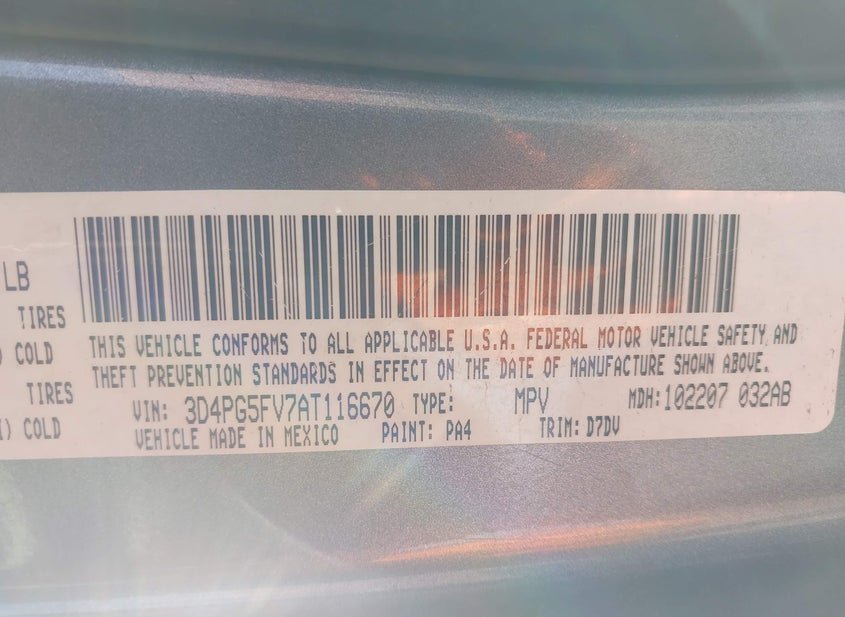 LB
TIRES
) COLD
TIRES
) COLD
THIS VEHICLE CONFORMS TO ALL APPLICABLE U.S.A. FEDERAL MOTOR VEHICLE SAFETY AND
THEFT PREVENTION STANDARDS IN EFFECT ON THE DATE OF MANUFACTURE SHOWN ABOVE.
VIN: 3D4PG5FV7AT116670 TYPE: MPV MDH:102207 032AB
VEHICLE MADE IN MEXICO PAINT: PA4 TRIM: D7DV